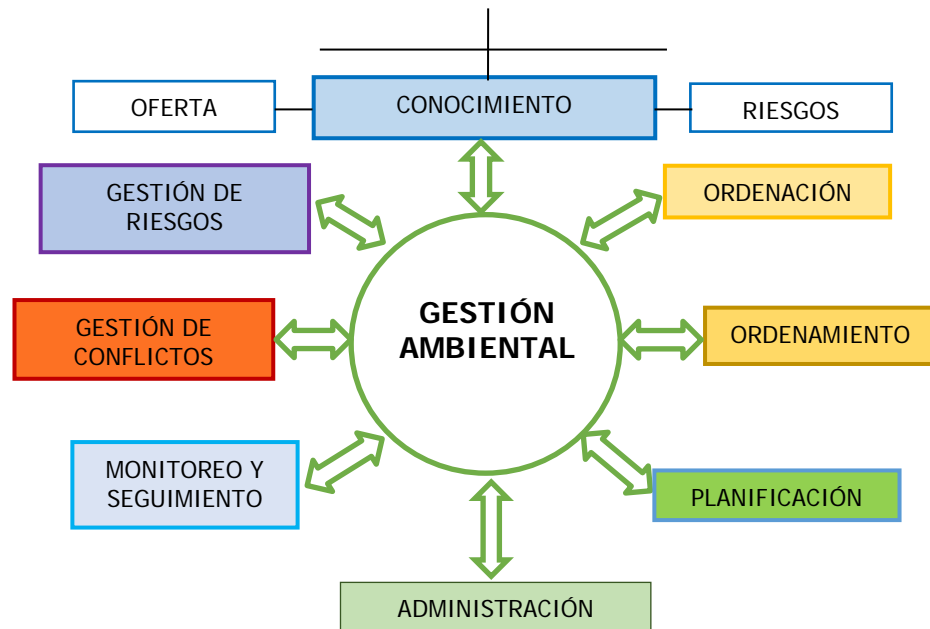 OFERTA
CONOCIMIENTO
RIESGOS
GESTIÓN DE
RIESGOS
ORDENACIÓN
GESTIÓN
AMBIENTAL
GESTIÓN DE
CONFLICTOS
ORDENAMIENTO
MONITOREO Y
SEGUIMIENTO
PLANIFICACIÓN
ADMINISTRACIÓN